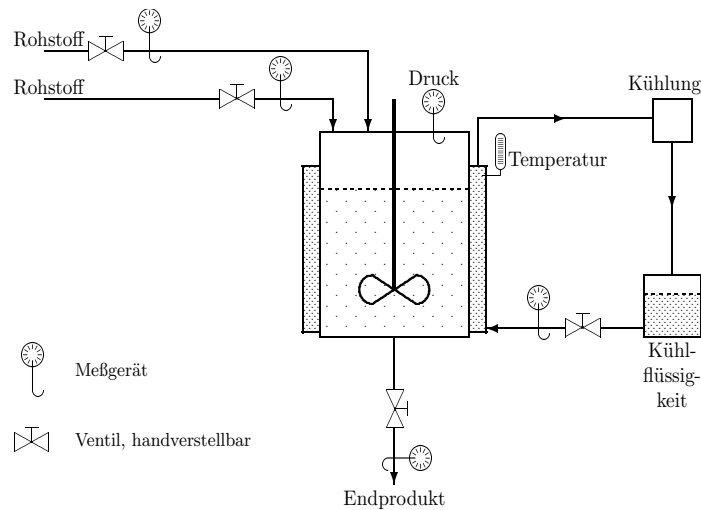 Rohstoff
Rohstoff
Druck
Kühlung
Temperatur
Kühl-
flüssig-
keit
Meßgerät
Ventil, handverstellbar
Endprodukt